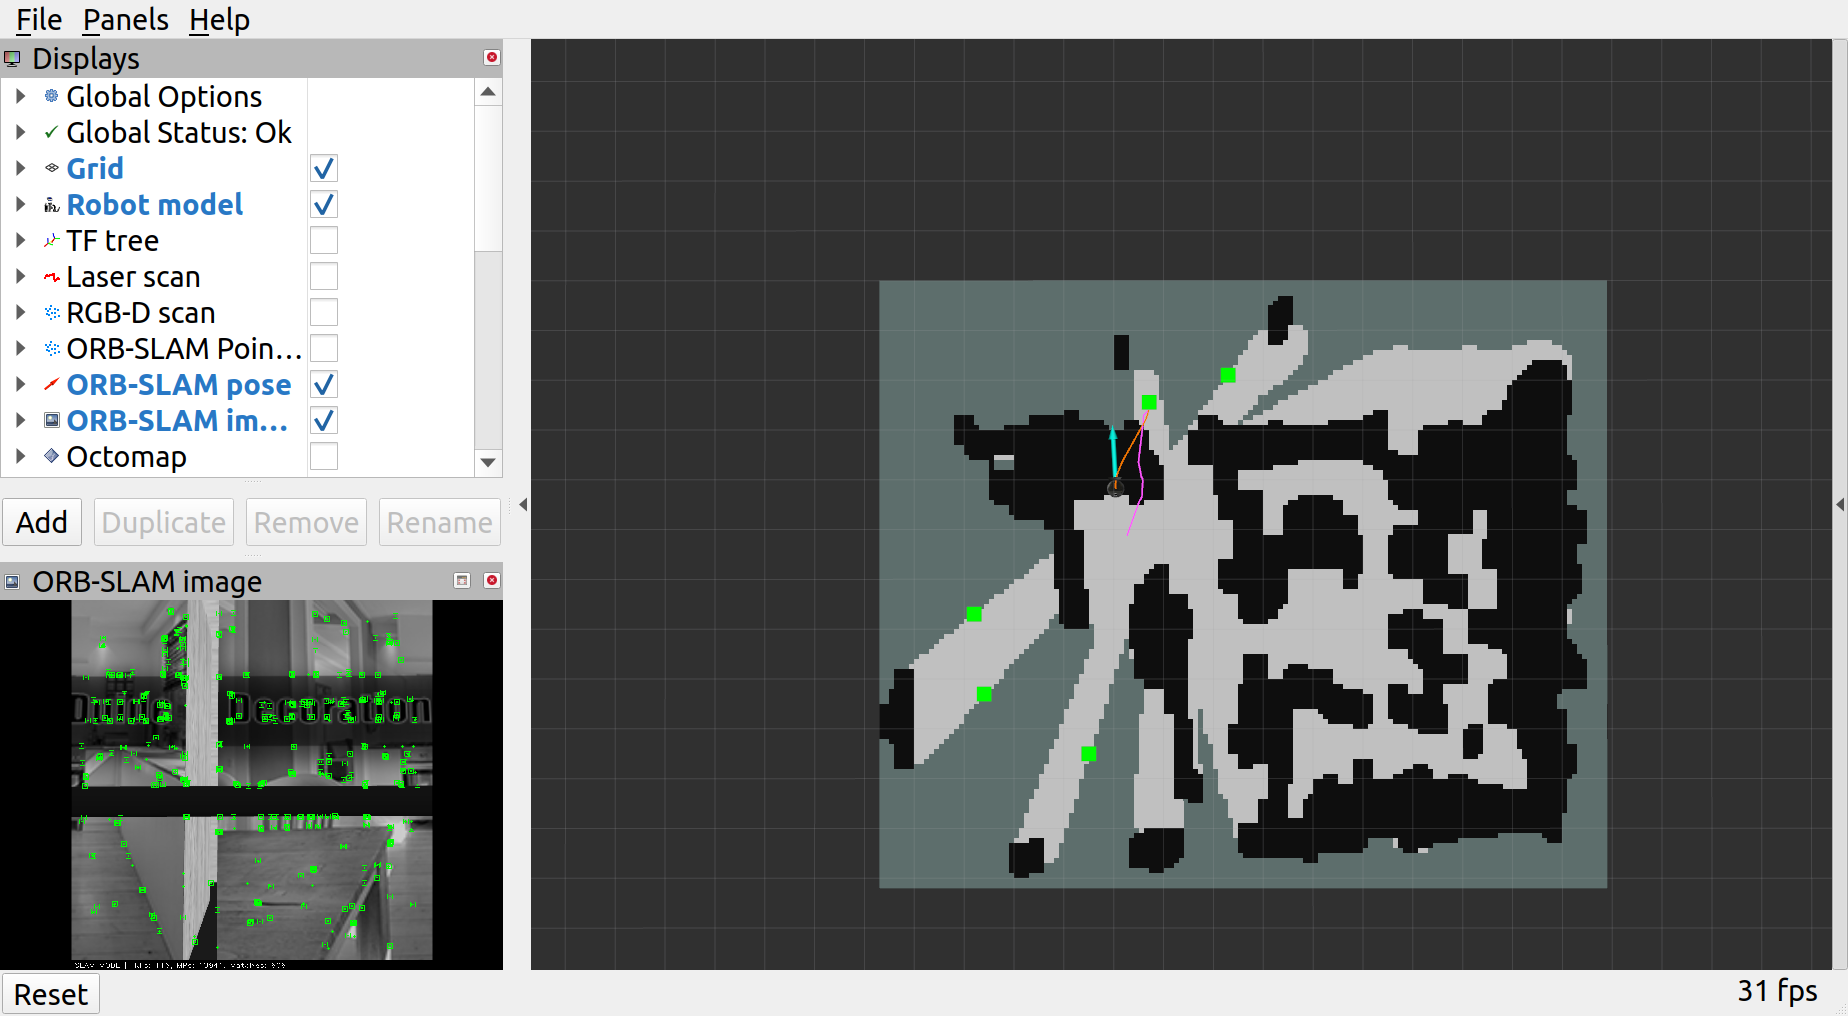 File Panels Help
Displays
Global Options
Global Status: Ok
Grid
Robot model
TF tree
Laser scan
RGB-D scan
ORB-SLAM Poin...
ORB-SLAM pose
ORB-SLAM im...
Octomap
Add Duplicate Remove Rename
ORB-SLAM image
Reset
31 fps